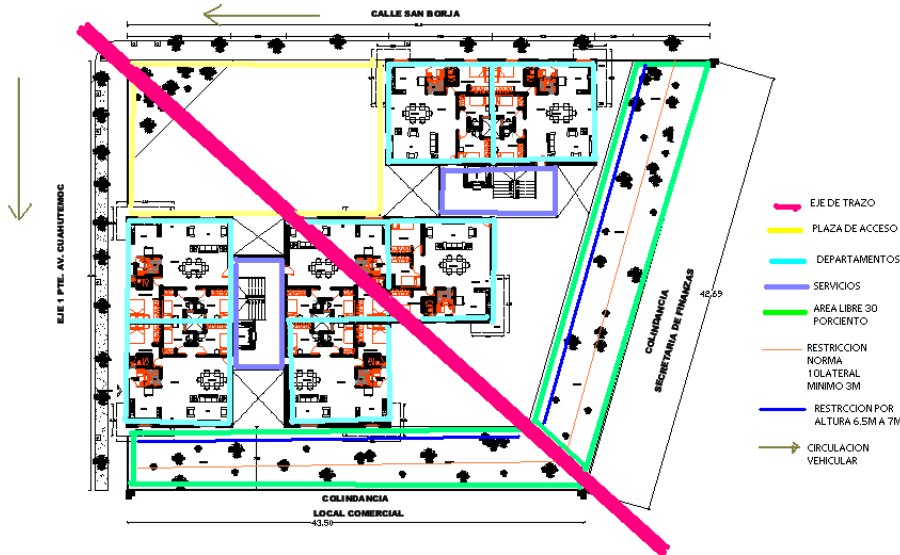 CALLE SAN BORJA
EJE 1 PTE. AV. CUAHUTEMOC
COLINDANCIA
SECRETARIA DE FINANZAS
42.69
EJE DE TRAZO
PLAZA DE ACCESO
DEPARTAMENTOS
SERVICIOS
AREA LIBRE 30
PORCIENTO
RESTRICCION
NORMA
10LATERAL
MINIMO 3M
RESTRCCION POR
ALTURA 6.5M A 7M
CIRCULACION
VEHICULAR
COLINDANCIA
LOCAL COMERCIAL
43.50